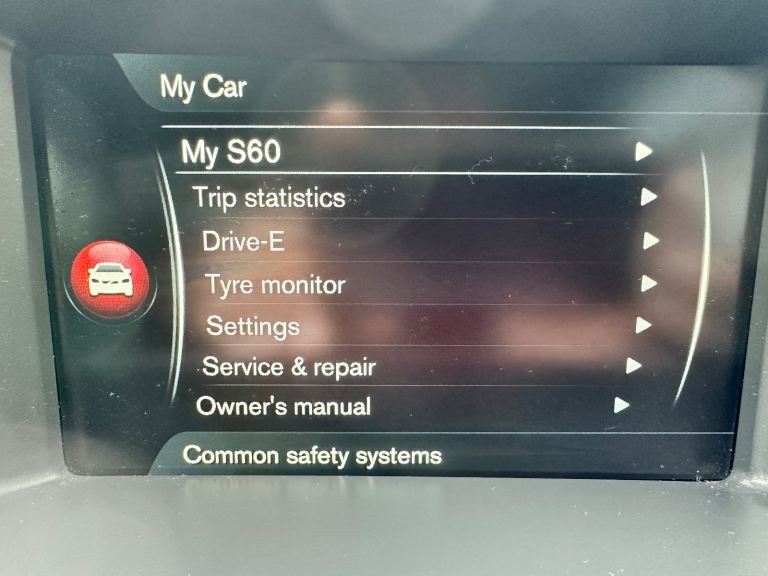 My Car
My S60
Trip statistics
Drive-E
Tyre monitor
Settings
Service & repair
Owner's manual
Common safety systems